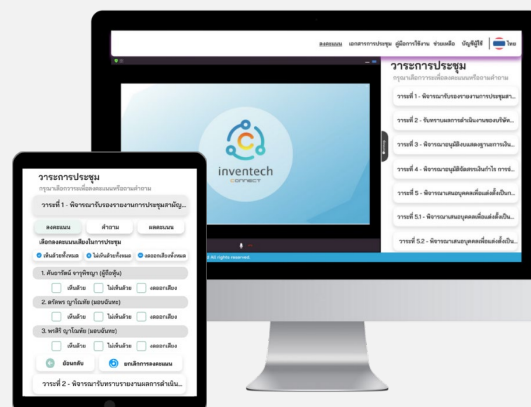 ลงคะแนน เอกสารการประชุม คู่มือการใช้งาน ช่วยเหลือ บัญชีผู้ใช้ ไทย
วาระการประชุม
กรุณาเลือกวาระเพื่อลงคะแนนหรือถามคำถาม
วาระที่ 1 - พิจารณารับรองรายงานการประชุมสา...
วาระที่ 2 - รับทราบผลการดำเนินงานของบริษัท...
วาระที่ 3 - พิจารณาอนุมัติงบแสดงฐานะการเงิน...
วาระที่ 4 - พิจารณาอนุมัติจัดสรรเงินกำไร การจ่...
วาระที่ 5 - พิจารณาเสนอบุคคลเพื่อแต่งตั้งเป็นก...
วาระที่ 5.1 - พิจารณาเสนอบุคคลเพื่อแต่งตั้งเป็น...
วาระที่ 5.2 - พิจารณาเสนอบุคคลเพื่อแต่งตั้งเป็น...
inventech
CONNECT
All rights reserved.
วาระการประชุม
กรุณาเลือกวาระเพื่อลงคะแนนหรือถามคำถาม
วาระที่ 1 - พิจารณารับรองรายงานการประชุมสามัญ...
ลงคะแนน คำถาม ผลคะแนน
เลือกลงคะแนนเสียงในการประชุม
เห็นด้วยทั้งหมด ไม่เห็นด้วยทั้งหมด งดออกเสียงทั้งหมด
1. คันธารัตน์ จารุพิชญา (ผู้ถือหุ้น)
เห็นด้วย ไม่เห็นด้วย งดออกเสียง
2. ตรัคพร ญาโณทัย (มอบฉันทะ)
เห็นด้วย ไม่เห็นด้วย งดออกเสียง
3. พาสิริ ญาโณทัย (มอบฉันทะ)
เห็นด้วย ไม่เห็นด้วย งดออกเสียง
ย้อนกลับ ยกเลิกการลงคะแนน
วาระที่ 2 - พิจารณารับทราบรายงานผลการดำเนิน...